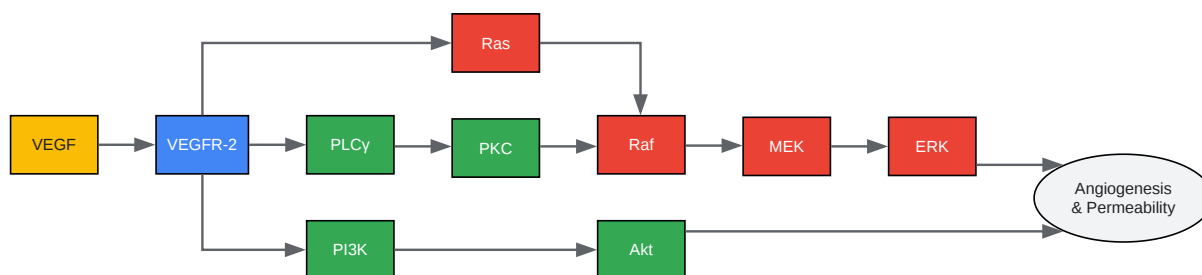 Ras
VEGF
VEGFR-2
PLCγ
PKC
Raf
MEK
ERK
Angiogenesis
& Permeability
PI3K
Akt